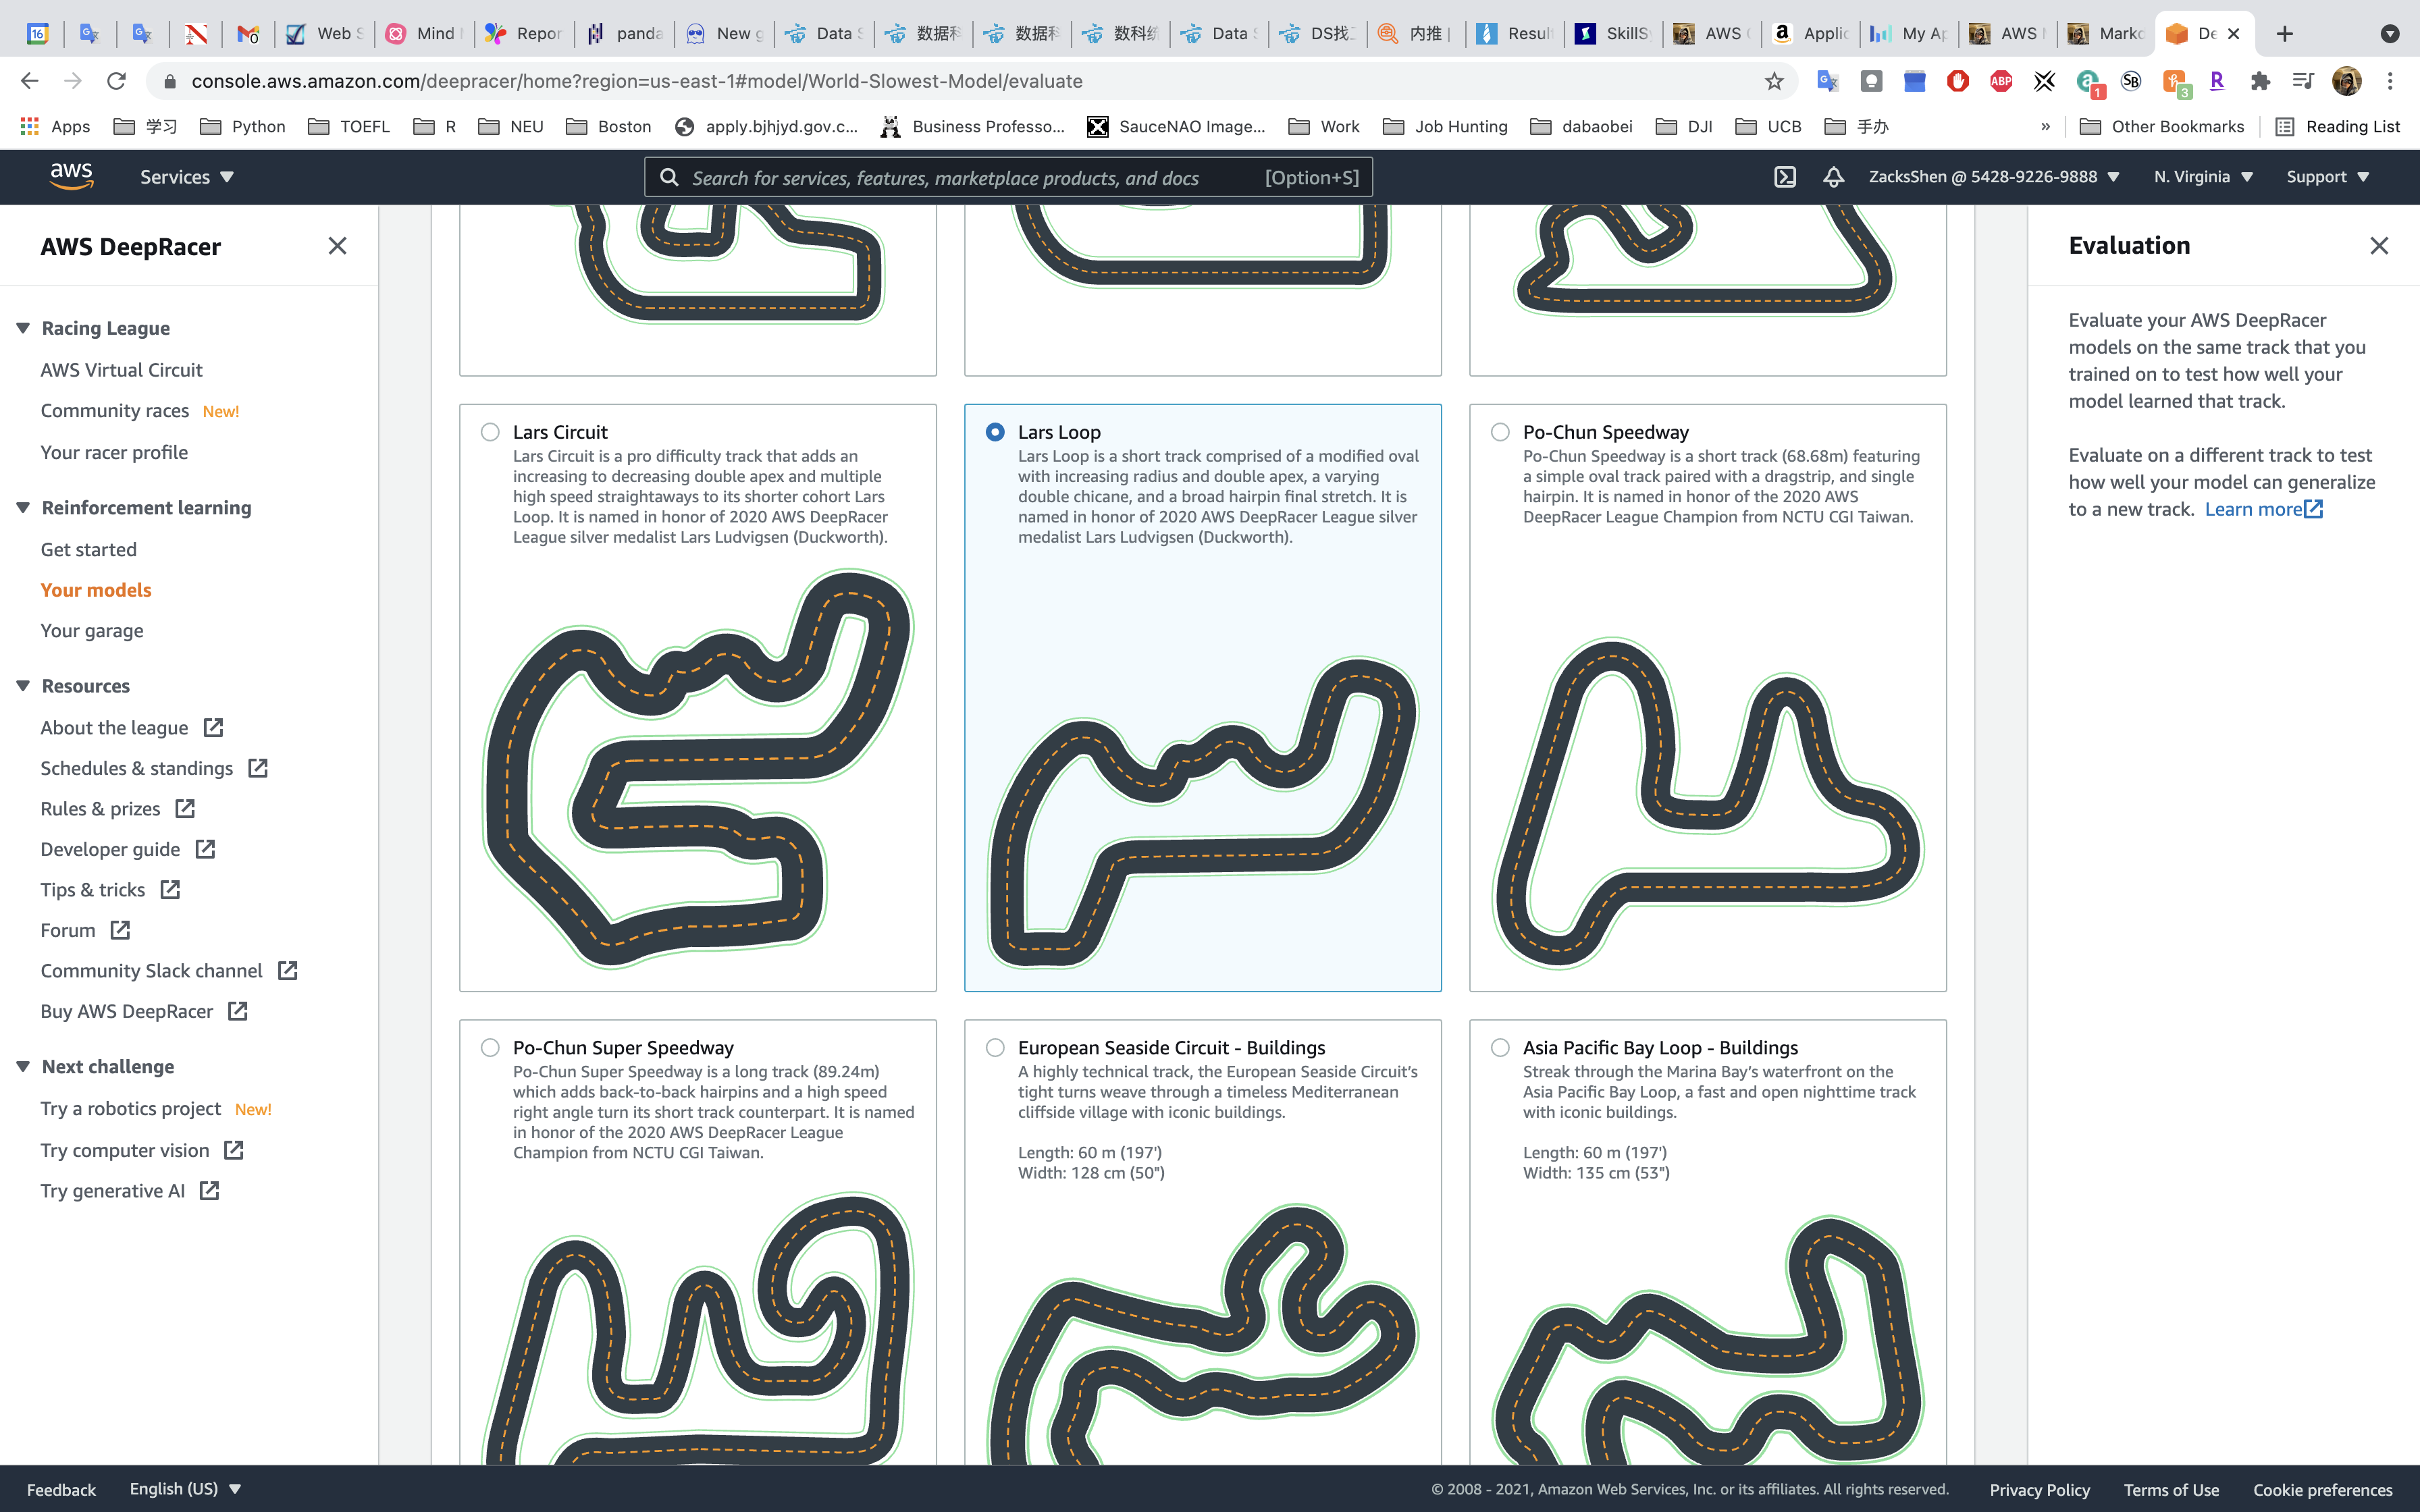 16
0
Web S
Mind M
Repor
panda
New g
Data S
数据科
数据科
数科统
Data S
DS找工
内推 |
Result
SkillS
AWS C
Applic
My Ap
AWS M
Marko
De
console.aws.amazon.com/deepracer/home?region=us-east-1#model/World-Slowest-Model/evaluate
ABP
1
SB
3
R
Apps
学习
Python
TOEFL
R
NEU
Boston
apply.bjhjyd.gov.c...
Business Professo...
SauceNAO Image...
Work
Job Hunting
dabaobei
DJI
UCB
手办
»
Other Bookmarks
Reading List
aws
Services
Search for services, features, marketplace products, and docs
[Option+S]
ZacksShen @ 5428-9226-9888
N. Virginia
Support
AWS DeepRacer
Racing League
AWS Virtual Circuit
Community races New!
Your racer profile
Reinforcement learning
Get started
Your models
Your garage
Resources
About the league
Schedules & standings
Rules & prizes
Developer guide
Tips & tricks
Forum
Community Slack channel
Buy AWS DeepRacer
Next challenge
Try a robotics project New!
Try computer vision
Try generative AI
Lars Circuit
Lars Circuit is a pro difficulty track that adds an
increasing to decreasing double apex and multiple
high speed straightaways to its shorter cohort Lars
Loop. It is named in honor of 2020 AWS DeepRacer
League silver medalist Lars Ludvigsen (Duckworth).
Lars Loop
Lars Loop is a short track comprised of a modified oval
with increasing radius and double apex, a varying
double chicane, and a broad hairpin final stretch. It is
named in honor of 2020 AWS DeepRacer League silver
medalist Lars Ludvigsen (Duckworth).
Po-Chun Speedway
Po-Chun Speedway is a short track (68.68m) featuring
a simple oval track paired with a dragstrip, and single
hairpin. It is named in honor of the 2020 AWS
DeepRacer League Champion from NCTU CGI Taiwan.
Po-Chun Super Speedway
Po-Chun Super Speedway is a long track (89.24m)
which adds back-to-back hairpins and a high speed
right angle turn its short track counterpart. It is named
in honor of the 2020 AWS DeepRacer League
Champion from NCTU CGI Taiwan.
European Seaside Circuit - Buildings
A highly technical track, the European Seaside Circuit's
tight turns weave through a timeless Mediterranean
cliffside village with iconic buildings.
Length: 60 m (197')
Width: 128 cm (50")
Asia Pacific Bay Loop - Buildings
Streak through the Marina Bay's waterfront on the
Asia Pacific Bay Loop, a fast and open nighttime track
with iconic buildings.
Length: 60 m (197')
Width: 135 cm (53")
Evaluation
Evaluate your AWS DeepRacer
models on the same track that you
trained on to test how well your
model learned that track.
Evaluate on a different track to test
how well your model can generalize
to a new track. Learn more
Feedback
English (US)
© 2008 - 2021, Amazon Web Services, Inc. or its affiliates. All rights reserved.
Privacy Policy
Terms of Use
Cookie preferences